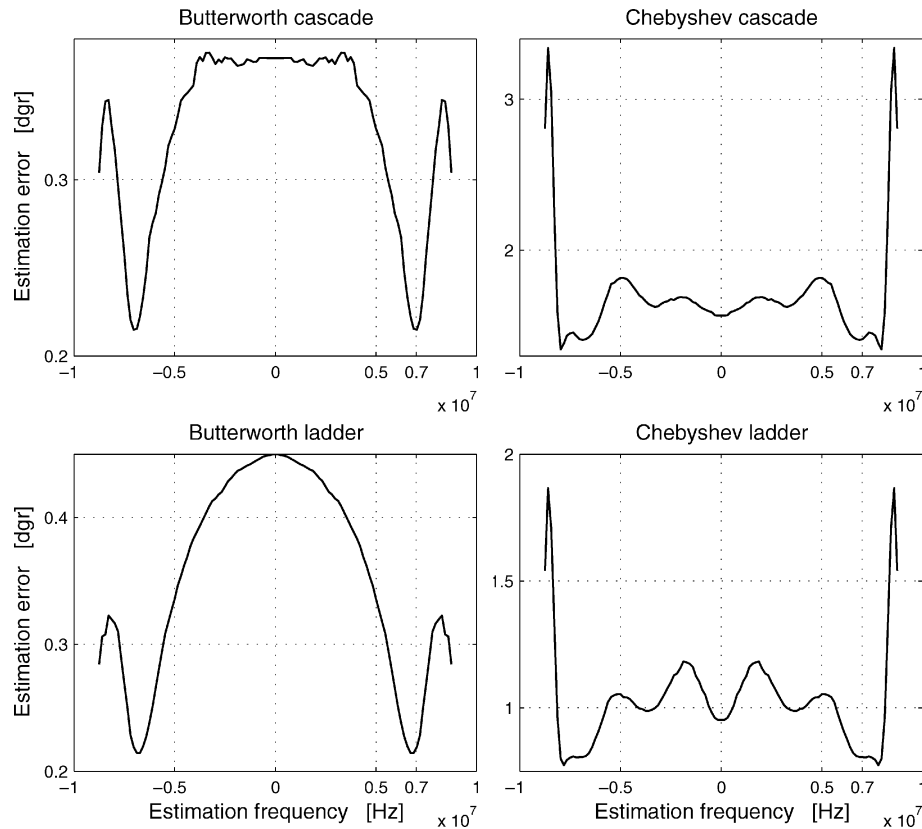 Butterworth cascade
Estimation error [dgr]
0.3
0.2
−1 −0.5 0 0.5 0.7 1
x 10^7
Chebyshev cascade
3
2
−1 −0.5 0 0.5 0.7 1
x 10^7
Butterworth ladder
Estimation error [dgr]
0.4
0.3
0.2
−1 −0.5 0 0.5 0.7 1
Estimation frequency [Hz]
x 10^7
Chebyshev ladder
2
1.5
1
−1 −0.5 0 0.5 0.7 1
Estimation frequency [Hz]
x 10^7